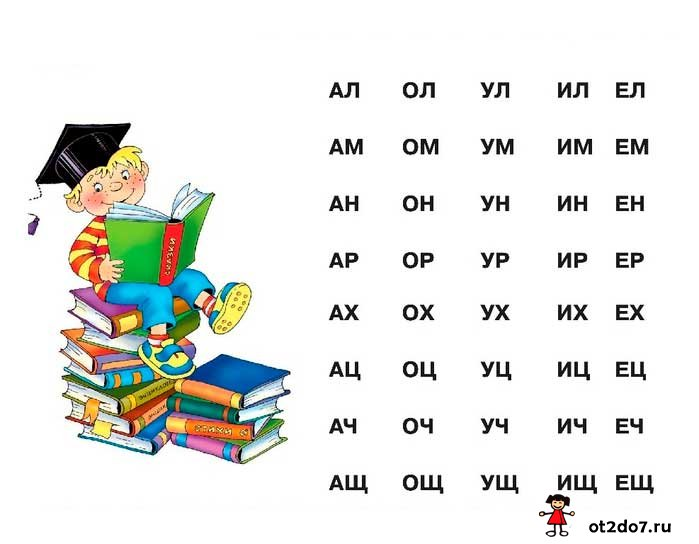 АЛ ОЛ УЛ ИЛ ЕЛ
АМ ОМ УМ ИМ ЕМ
АН ОН УН ИН ЕН
АР ОР УР ИР ЕР
АХ ОХ УХ ИХ ЕХ
АЦ ОЦ УЦ ИЦ ЕЦ
АЧ ОЧ УЧ ИЧ ЕЧ
АЩ ОЩ УЩ ИЩ ЕЩ
СКАЗКИ
СТИХИ
ot2do7.ru